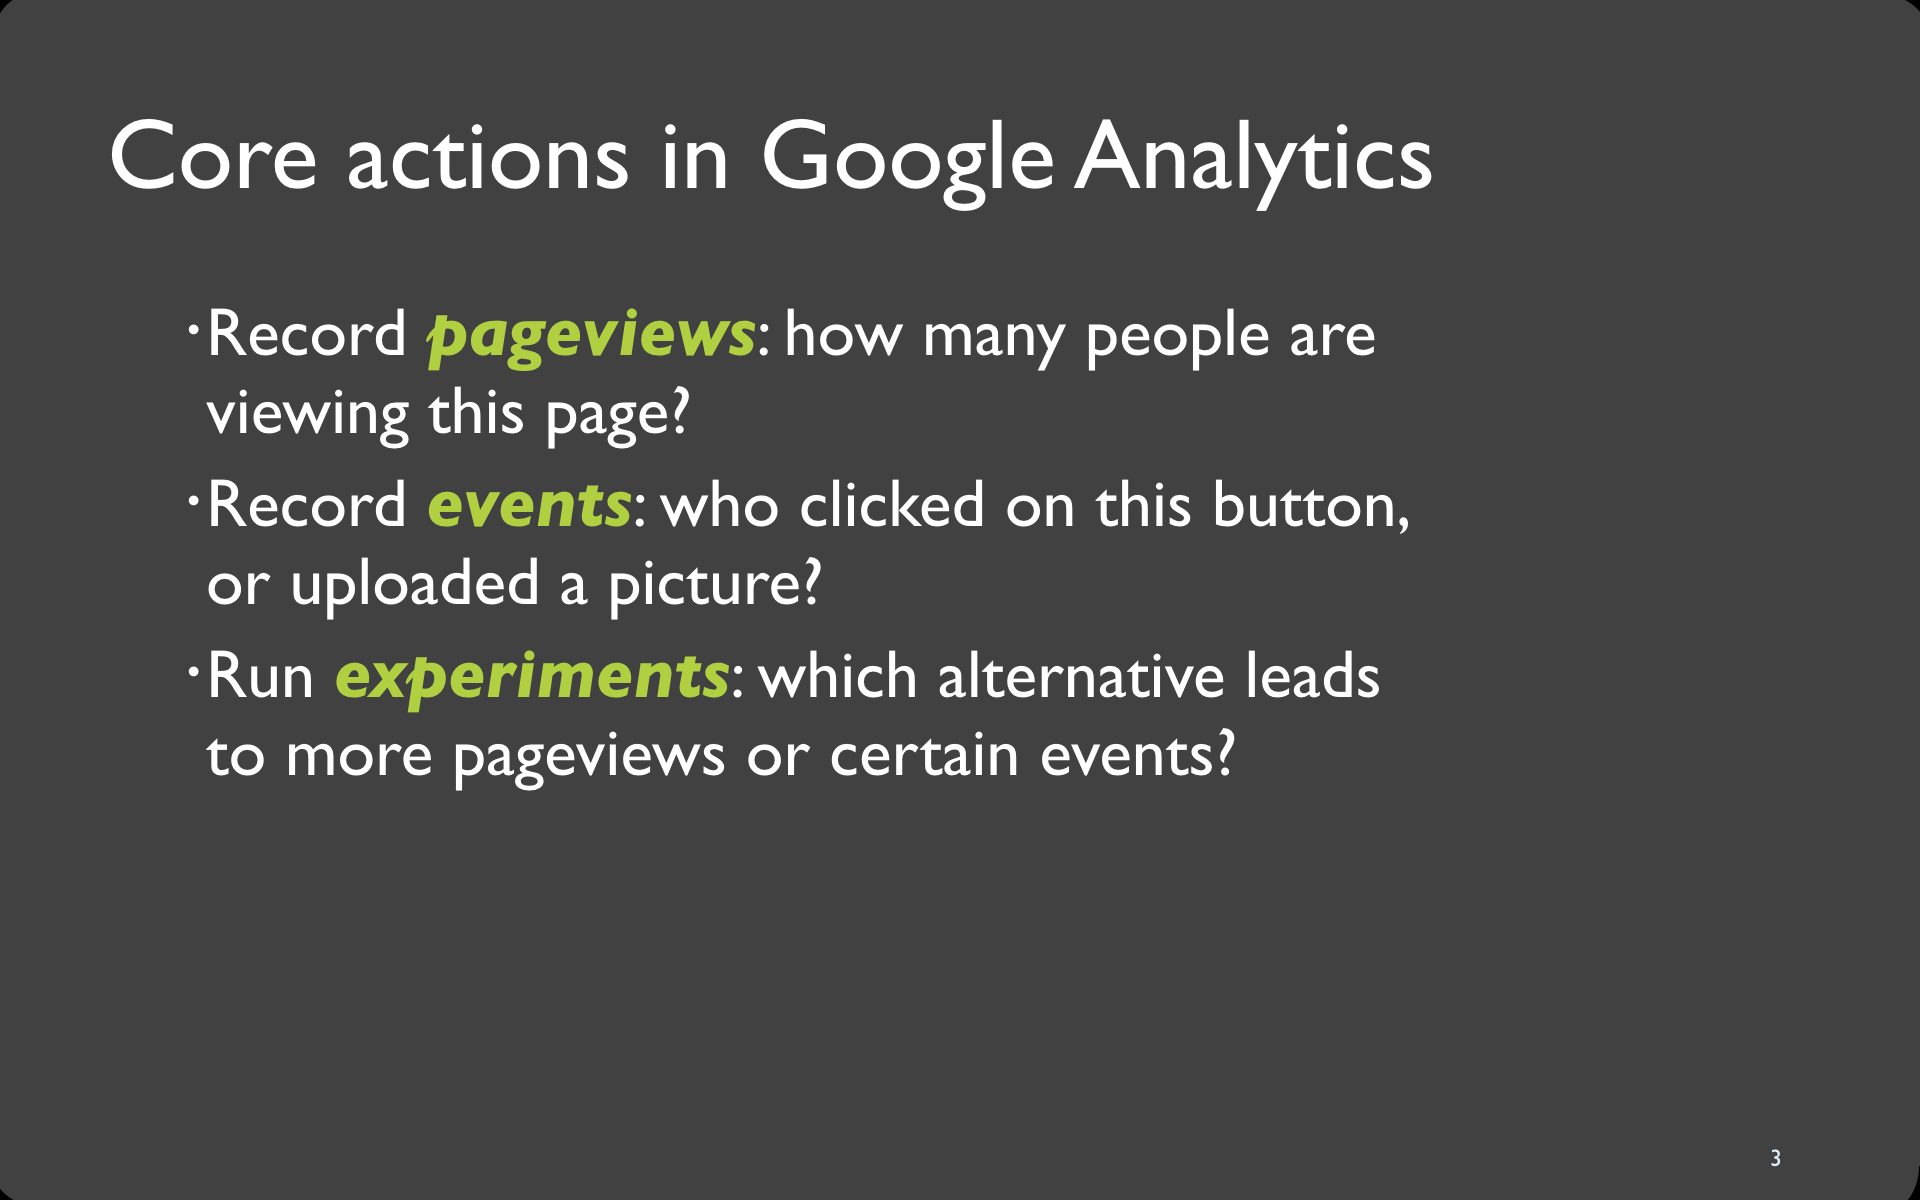 Core actions in Google Analytics
· Record pageviews: how many people are
viewing this page?
· Record events: who clicked on this button,
or uploaded a picture?
· Run experiments: which alternative leads
to more pageviews or certain events?
3